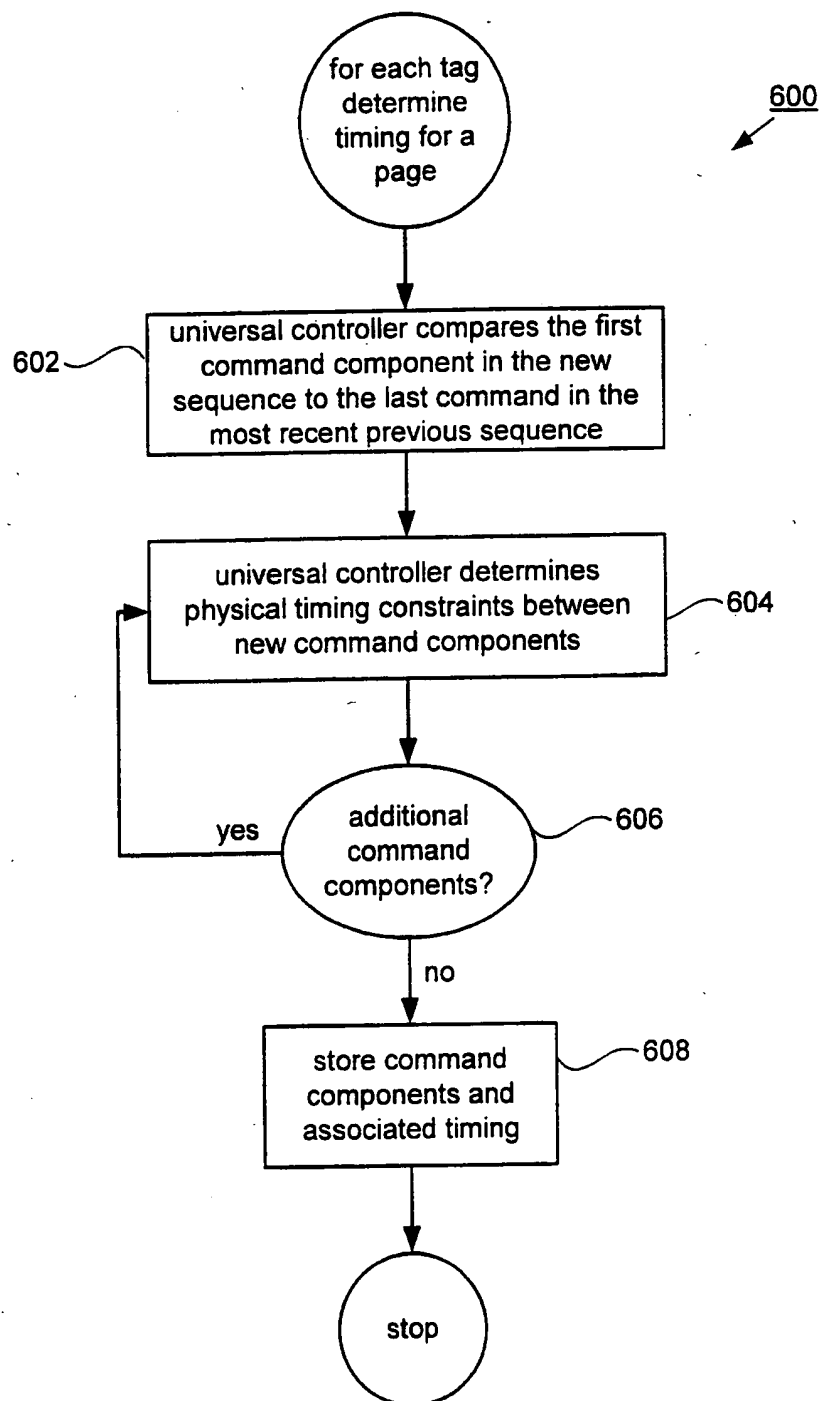 for each tag
determine
timing for a
page
600
602
universal controller compares the first
command component in the new
sequence to the last command in the
most recent previous sequence
universal controller determines
physical timing constraints between
new command components
604
yes
additional
command
components?
606
no
store command
components and
associated timing
608
stop